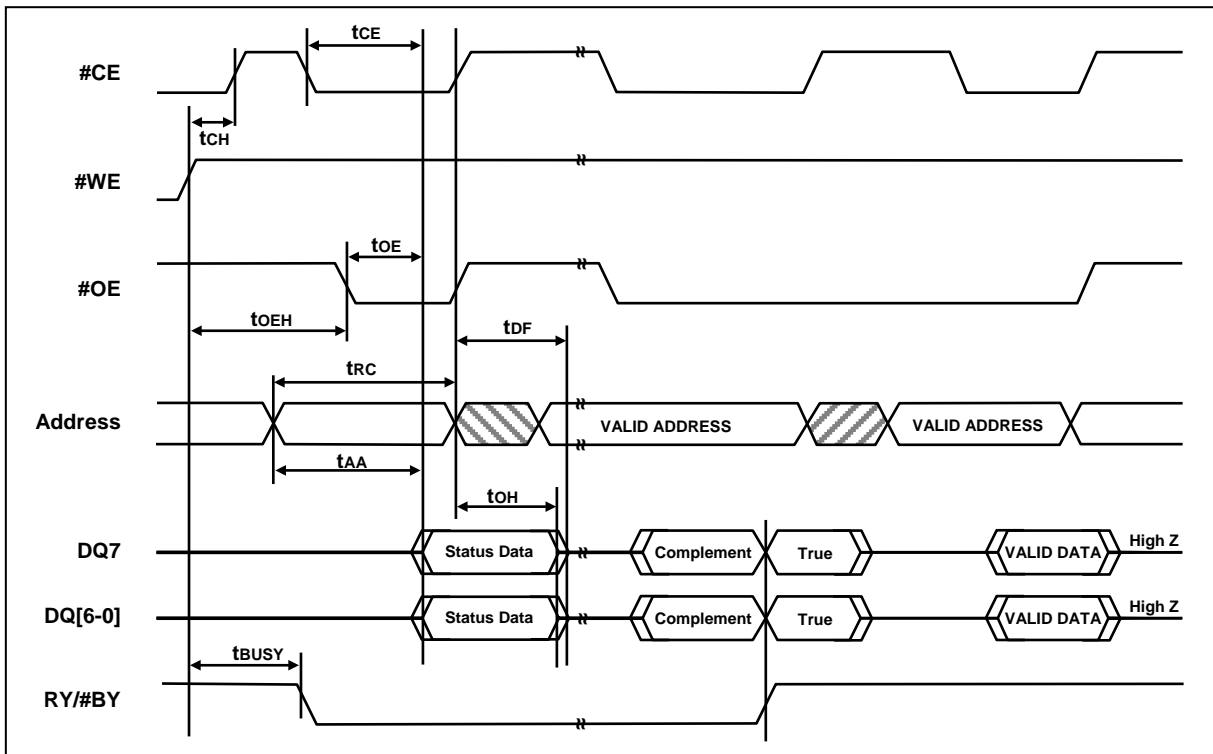 tCE
#CE
tCH
#WE
tOE
#OE
tOEH
tDF
tRC
Address
VALID ADDRESS
VALID ADDRESS
tAA
tOH
DQ7
Status Data
Complement
True
VALID DATA
High Z
DQ[6-0]
Status Data
Complement
True
VALID DATA
High Z
tBUSY
RY/#BY